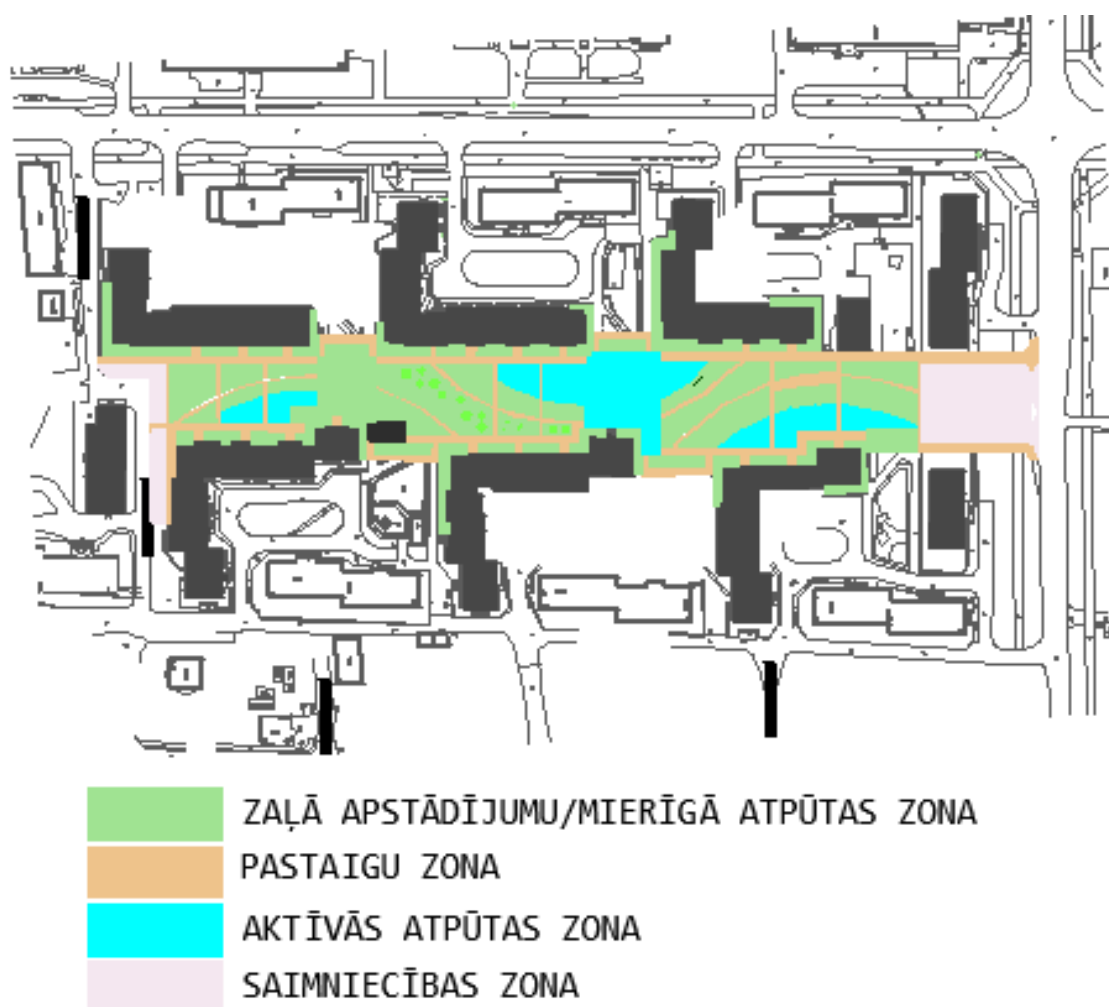 ZAĻĀ APSTĀDĪJUMU/MIERĪGĀ ATPŪTAS ZONA
PASTAIGU ZONA
AKTĪVĀS ATPŪTAS ZONA
SAIMNIECĪBAS ZONA